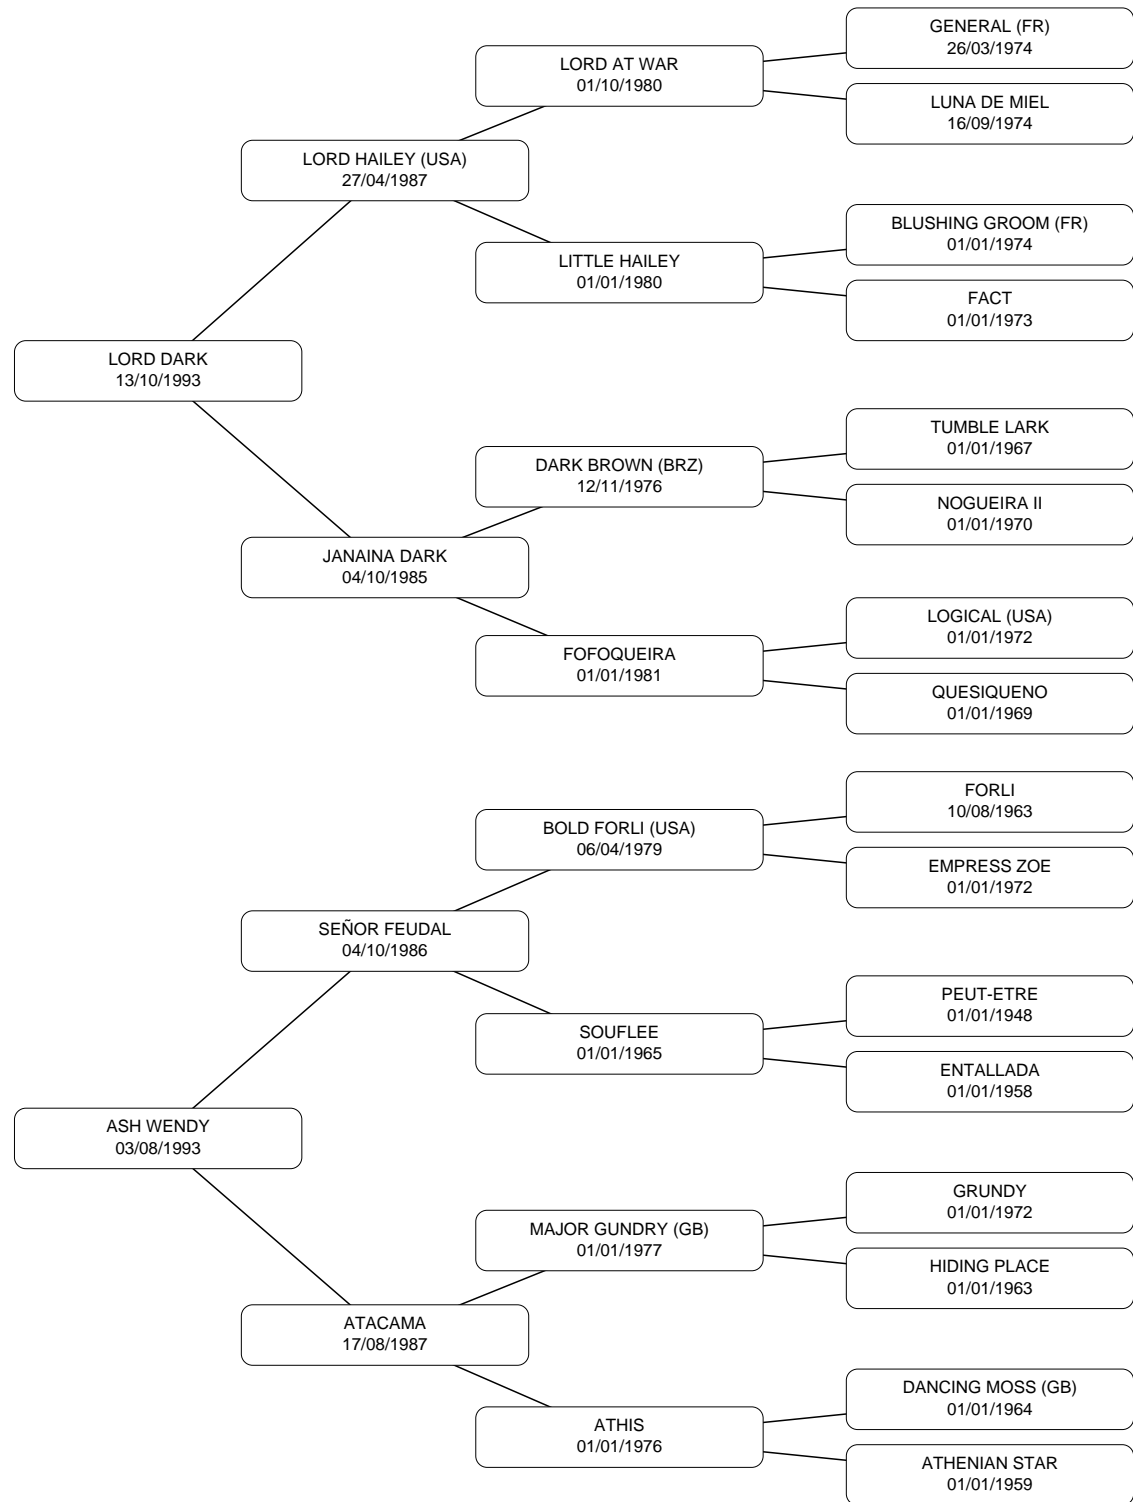 GENERAL (FR)
26/03/1974
LORD AT WAR
01/10/1980
LUNA DE MIEL
16/09/1974
LORD HAILEY (USA)
27/04/1987
BLUSHING GROOM (FR)
01/01/1974
LITTLE HAILEY
01/01/1980
FACT
01/01/1973
LORD DARK
13/10/1993
TUMBLE LARK
01/01/1967
DARK BROWN (BRZ)
12/11/1976
NOGUEIRA II
01/01/1970
JANAINA DARK
04/10/1985
LOGICAL (USA)
01/01/1972
FOFOQUEIRA
01/01/1981
QUESIQUENO
01/01/1969
FORLI
10/08/1963
BOLD FORLI (USA)
06/04/1979
EMPRESS ZOE
01/01/1972
SEÑOR FEUDAL
04/10/1986
PEUT-ETRE
01/01/1948
SOUFLEE
01/01/1965
ENTALLADA
01/01/1958
ASH WENDY
03/08/1993
GRUNDY
01/01/1972
MAJOR GUNDRY (GB)
01/01/1977
HIDING PLACE
01/01/1963
ATACAMA
17/08/1987
DANCING MOSS (GB)
01/01/1964
ATHIS
01/01/1976
ATHENIAN STAR
01/01/1959